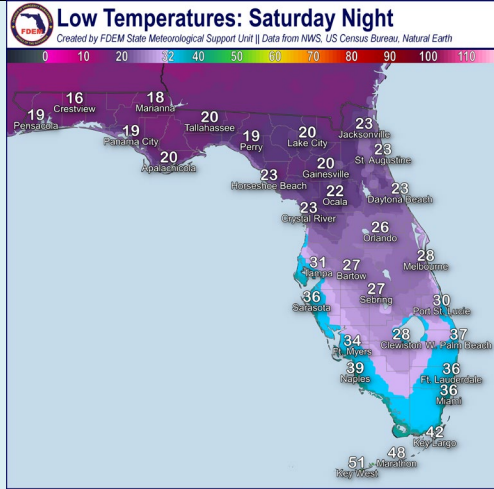 FDEM
Low Temperatures: Saturday Night
Created by FDEM State Meteorological Support Unit || Data from NWS, US Census Bureau, Natural Earth
0 10 20 32 40 50 60 70 80 90 100 110
16
Crestview
18
Marianna
19
Pensacola
19
Panama City
20
Tallahassee
19
Perry
20
Lake City
23
Jacksonville
23
St. Augustine
20
Apalachicola
20
Gainesville
23
Horseshoe Beach
22
Ocala
23
Daytona Beach
23
Crystal River
26
Orlando
31
Tampa
27
Bartow
28
Melbourne
36
Sarasota
27
Sebring
30
Port St. Lucie
34
Ft. Myers
28
Clewiston
37
W. Palm Beach
39
Naples
36
Ft. Lauderdale
36
Miami
42
Key Largo
48
Marathon
51
Key West